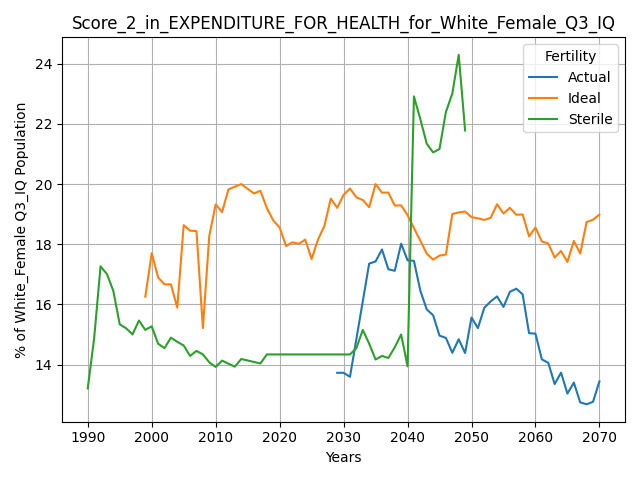 Score_2_in_EXPENDITURE_FOR_HEALTH_for_White_Female_Q3_IQ
Fertility
Actual
Ideal
Sterile
% of White_Female Q3_IQ Population
24
22
20
18
16
14
1990
2000
2010
2020
2030
2040
2050
2060
2070
Years